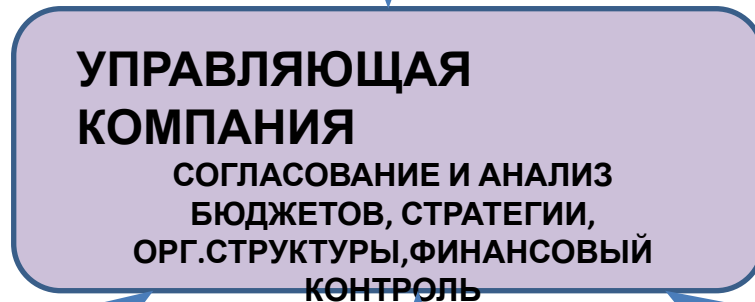 УПРАВЛЯЮЩАЯ
КОМПАНИЯ
СОГЛАСОВАНИЕ И АНАЛИЗ
БЮДЖЕТОВ, СТРАТЕГИИ,
ОРГ.СТРУКТУРЫ,ФИНАНСОВЫЙ
КОНТРОЛЬ